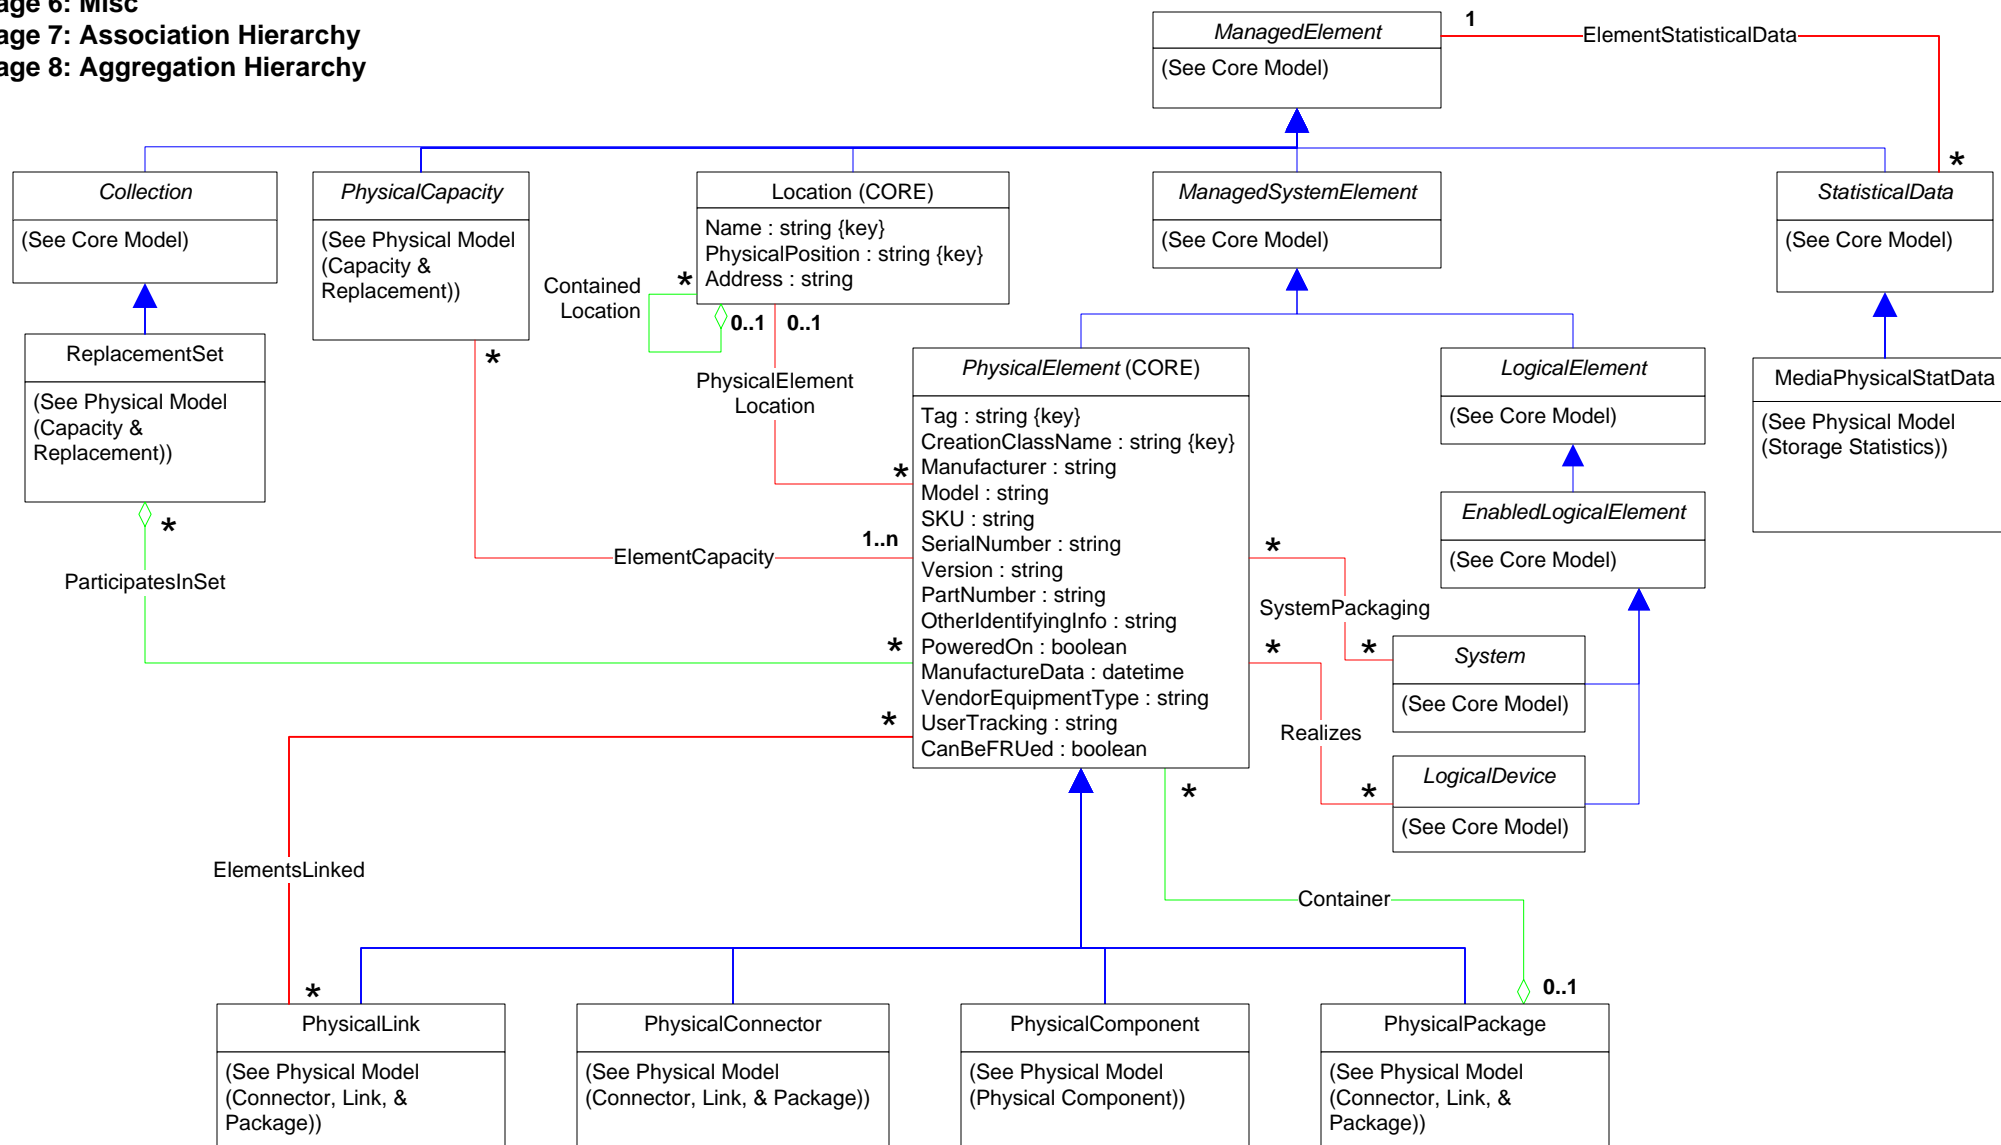 age 6: Misc
age 7: Association Hierarchy
age 8: Aggregation Hierarchy
ManagedElement
(See Core Model)
1
ElementStatisticalData
*
Collection
(See Core Model)
PhysicalCapacity
(See Physical Model
(Capacity &
Replacement))
*
Location (CORE)
Name : string {key}
PhysicalPosition : string {key}
Address : string
Contained
Location
*
0..1
0..1
PhysicalElement
Location
*
ManagedSystemElement
(See Core Model)
StatisticalData
(See Core Model)
ReplacementSet
(See Physical Model
(Capacity &
Replacement))
*
ParticipatesInSet
*
ElementCapacity
1..n
PhysicalElement (CORE)
Tag : string {key}
CreationClassName : string {key}
Manufacturer : string
Model : string
SKU : string
SerialNumber : string
Version : string
PartNumber : string
OtherIdentifyingInfo : string
PoweredOn : boolean
ManufactureData : datetime
VendorEquipmentType : string
UserTracking : string
CanBeFRUed : boolean
LogicalElement
(See Core Model)
MediaPhysicalStatData
(See Physical Model
(Storage Statistics))
EnabledLogicalElement
(See Core Model)
*
SystemPackaging
*
System
(See Core Model)
*
Realizes
*
LogicalDevice
(See Core Model)
*
ElementsLinked
*
*
Container
0..1
PhysicalLink
(See Physical Model
(Connector, Link, &
Package))
PhysicalConnector
(See Physical Model
(Connector, Link, & Package))
PhysicalComponent
(See Physical Model
(Physical Component))
PhysicalPackage
(See Physical Model
(Connector, Link, &
Package))